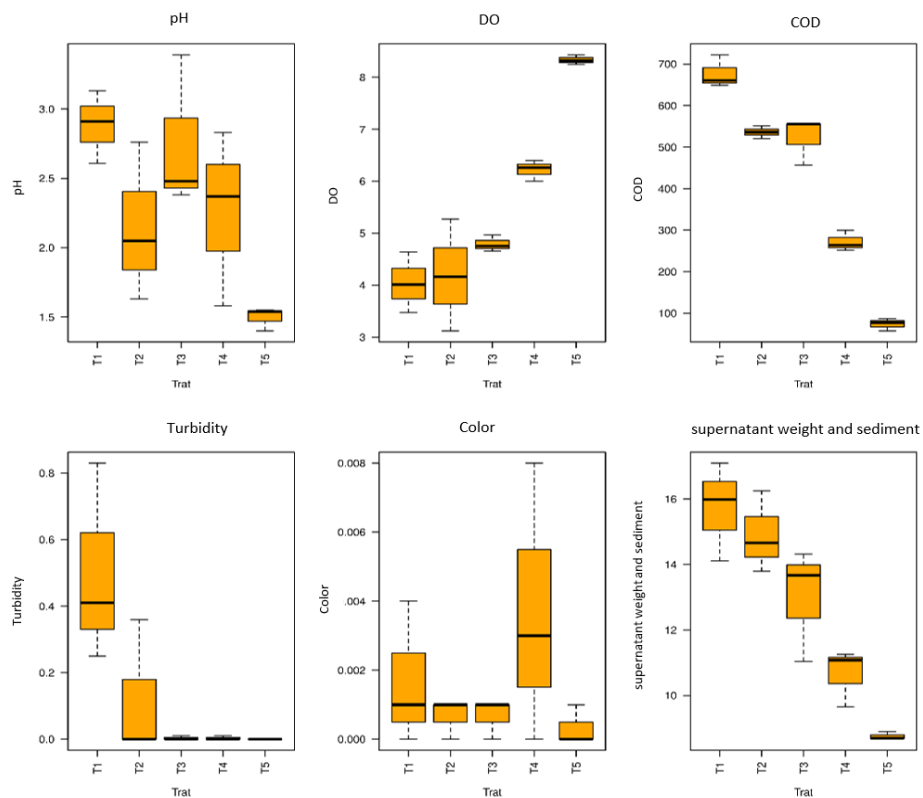 pH
DO
COD
pH
3.0
2.5
2.0
1.5
T1
T2
T3
T4
T5
Trat
DO
8
7
6
5
4
3
T1
T2
T3
T4
T5
Trat
COD
700
600
500
400
300
200
100
T1
T2
T3
T4
T5
Trat
Turbidity
Color
supernatant weight and sediment
Turbidity
0.8
0.6
0.4
0.2
0.0
T1
T2
T3
T4
T5
Trat
Color
0.008
0.006
.004
0.002
0.000
T1
T2
T3
T4
T5
Trat
supernatant weight and sediment
16
14
12
10
T1
T2
T3
T4
T5
Trat